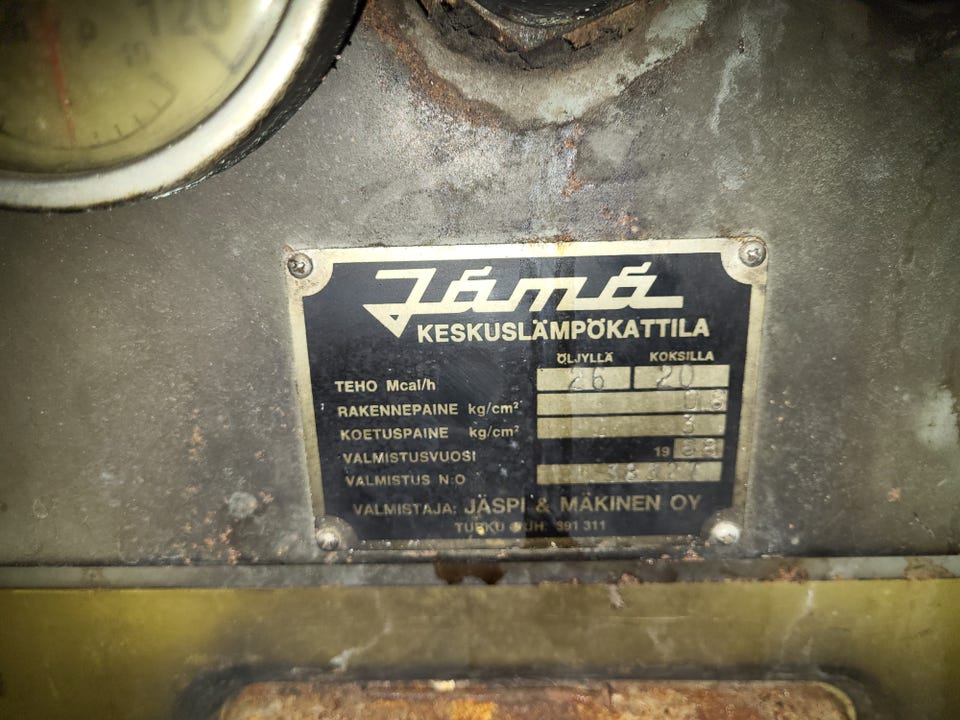 120
Jämä
KESKUSLÄMPÖKATTILA
ÖLJYLLÄ KOKSILLA
TEHO Mcal/h 26 20
RAKENNEPAINE kg/cm²
KOETUSPAINE kg/cm² 3
VALMISTUSVUOSI 19
VALMISTUS N:O
VALMISTAJA: JÄSPI & MÄKINEN OY
TURKU PUH. 391 311